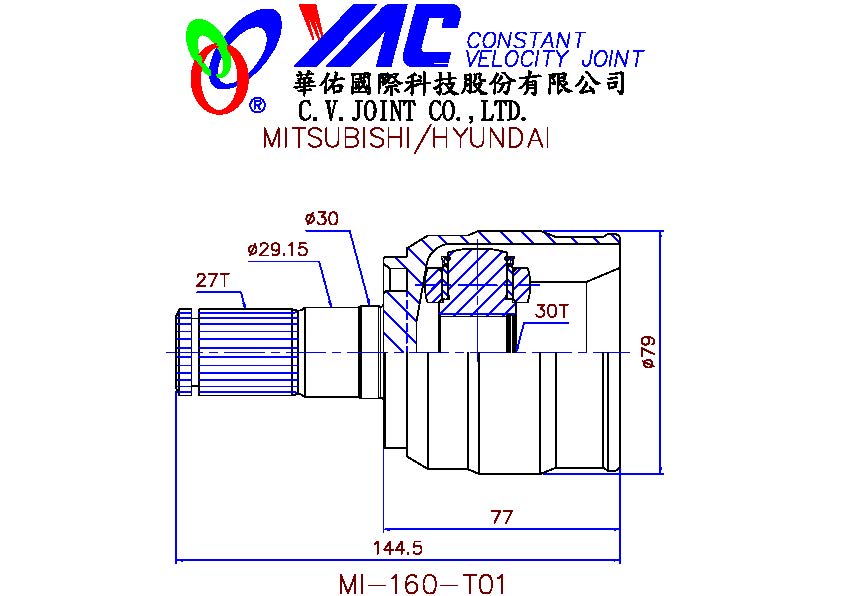 YAC CONSTANT
VELOCITY JOINT
®
華佑國際科技股份有限公司
C.V.JOINT CO.,LTD.
MITSUBISHI/HYUNDAI
ø30
ø29.15
27T
30T
ø79
77
144.5
MI-160-T01